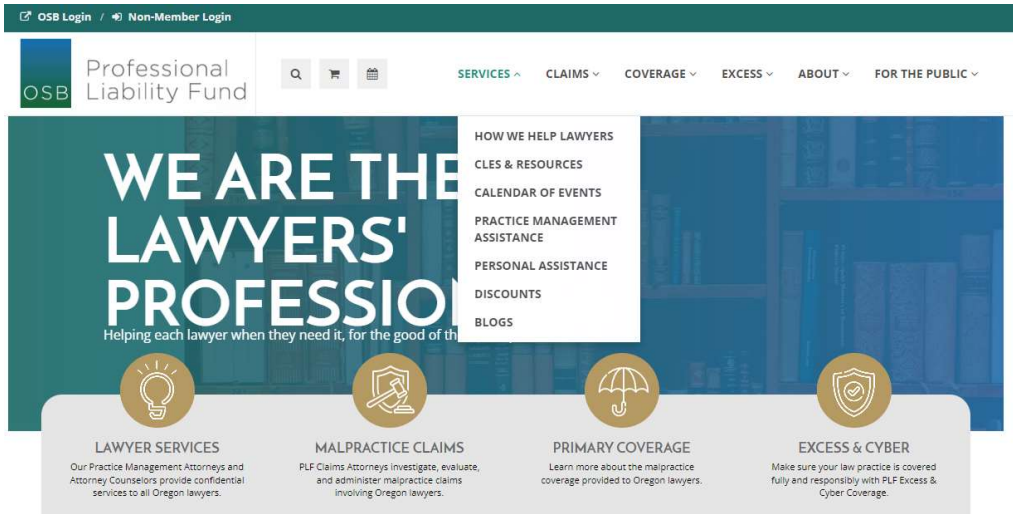 OSB Login / Non-Member Login
OSB
Professional
Liability Fund
SERVICES CLAIMS COVERAGE EXCESS ABOUT FOR THE PUBLIC
HOW WE HELP LAWYERS
CLES & RESOURCES
CALENDAR OF EVENTS
PRACTICE MANAGEMENT
ASSISTANCE
PERSONAL ASSISTANCE
DISCOUNTS
BLOGS
WE ARE THE
LAWYERS'
Helping each lawyer when they need it, for the good of
LAWYER SERVICES
Our Practice Management Attorneys and
Attorney Counselors provide confidential
services to all Oregon lawyers.
MALPRACTICE CLAIMS
PLF Claims Attorneys investigate, evaluate,
and administer malpractice claims
involving Oregon lawyers.
PRIMARY COVERAGE
Learn more about the malpractice
coverage provided to Oregon lawyers.
EXCESS & CYBER
Make sure your law practice is covered
fully and responsibly with PLF Excess &
Cyber Coverage.